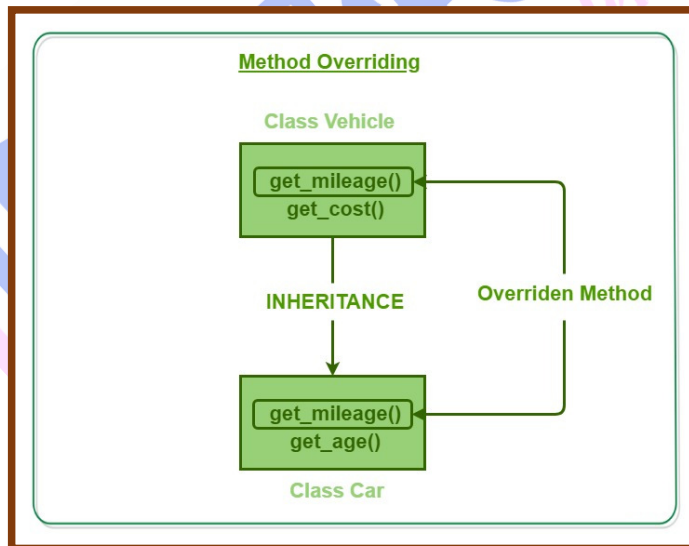 Method Overriding
Class Vehicle
get_mileage()
get_cost()
INHERITANCE
Overriden Method
get_mileage()
get_age()
Class Car